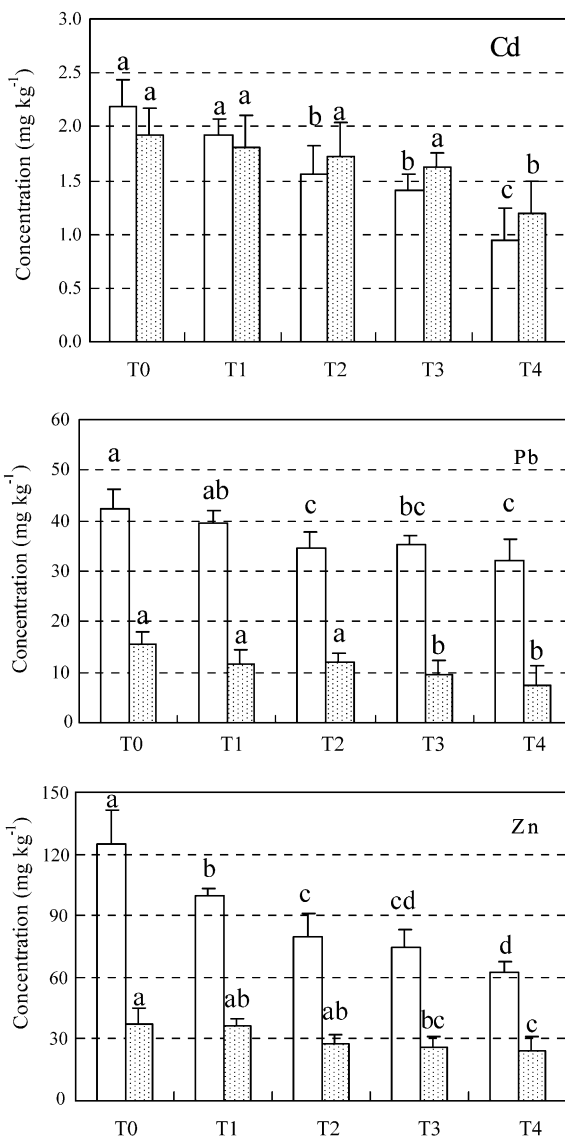 3.0
Cd
a
a
2.5
a
a
b
a
a
2.0
b
b
1.5
c
1.0
0.5
0.0
Concentration (mg kg⁻¹)
T0 T1 T2 T3 T4
60
Pb
a
50
ab
c
bc
c
40
30
20
a
a
a
b
b
10
0
Concentration (mg kg⁻¹)
T0 T1 T2 T3 T4
150
Zn
a
120
b
c
cd
d
90
60
a
ab
ab
bc
c
30
0
Concentration (mg kg⁻¹)
T0 T1 T2 T3 T4